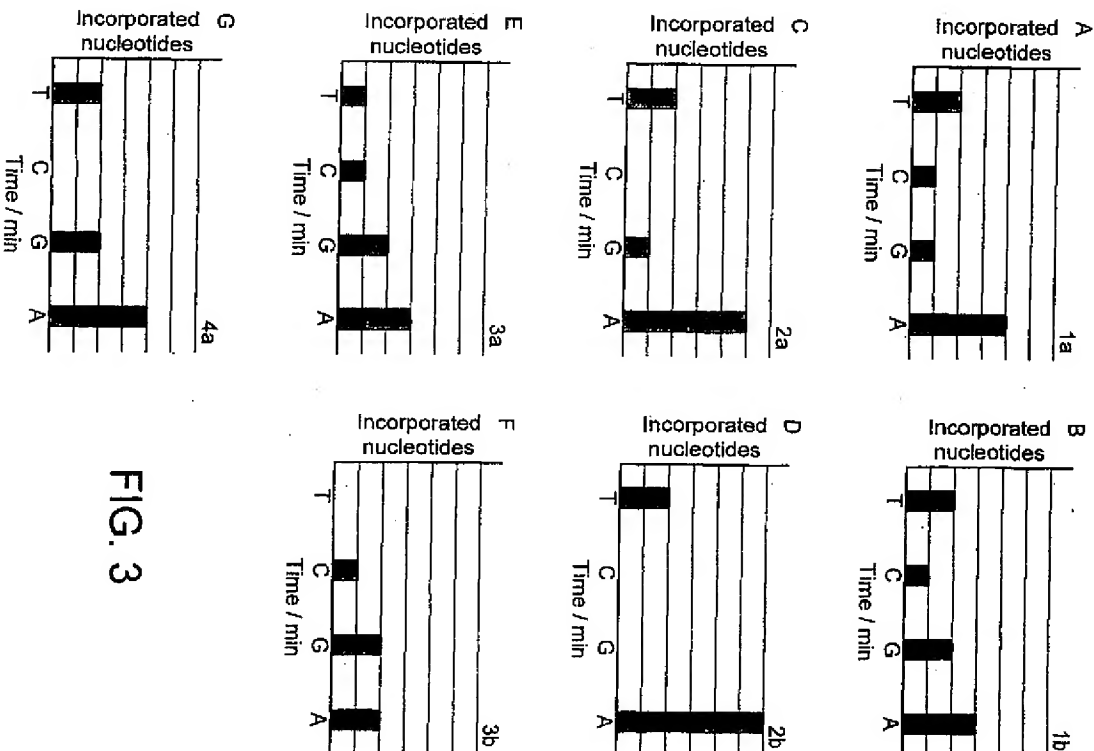 A
Incorporated
nucleotides
T
C
G
A
Time / min
1a
B
Incorporated
nucleotides
T
C
G
A
Time / min
1b
C
Incorporated
nucleotides
T
C
G
A
Time / min
2a
D
Incorporated
nucleotides
T
C
G
A
Time / min
2b
E
Incorporated
nucleotides
T
C
G
A
Time / min
3a
F
Incorporated
nucleotides
T
C
G
A
Time / min
3b
G
Incorporated
nucleotides
T
C
G
A
Time / min
4a
FIG. 3